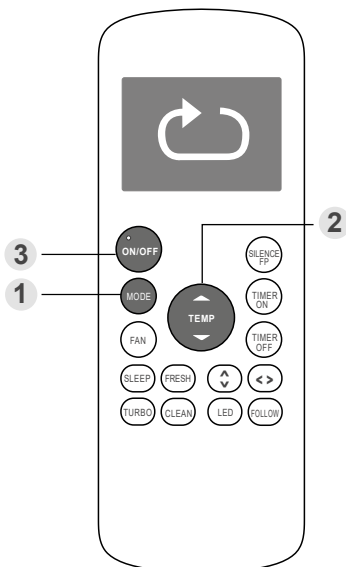 2
3
ON/OFF
SILENCE
FP
1
MODE
TEMP
TIMER
ON
FAN
TIMER
OFF
SLEEP
FRESH
TURBO
CLEAN
LED
FOLLOW